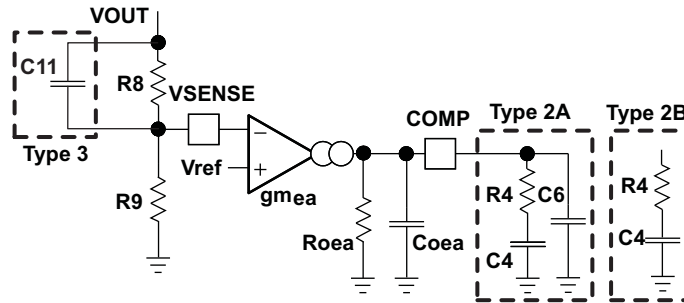 VOUT
C11
R8
VSENSE
Type 3
Vref
gmea
R9
Roea
Coea
COMP
Type 2A
R4
C6
C4
Type 2B
R4
C4